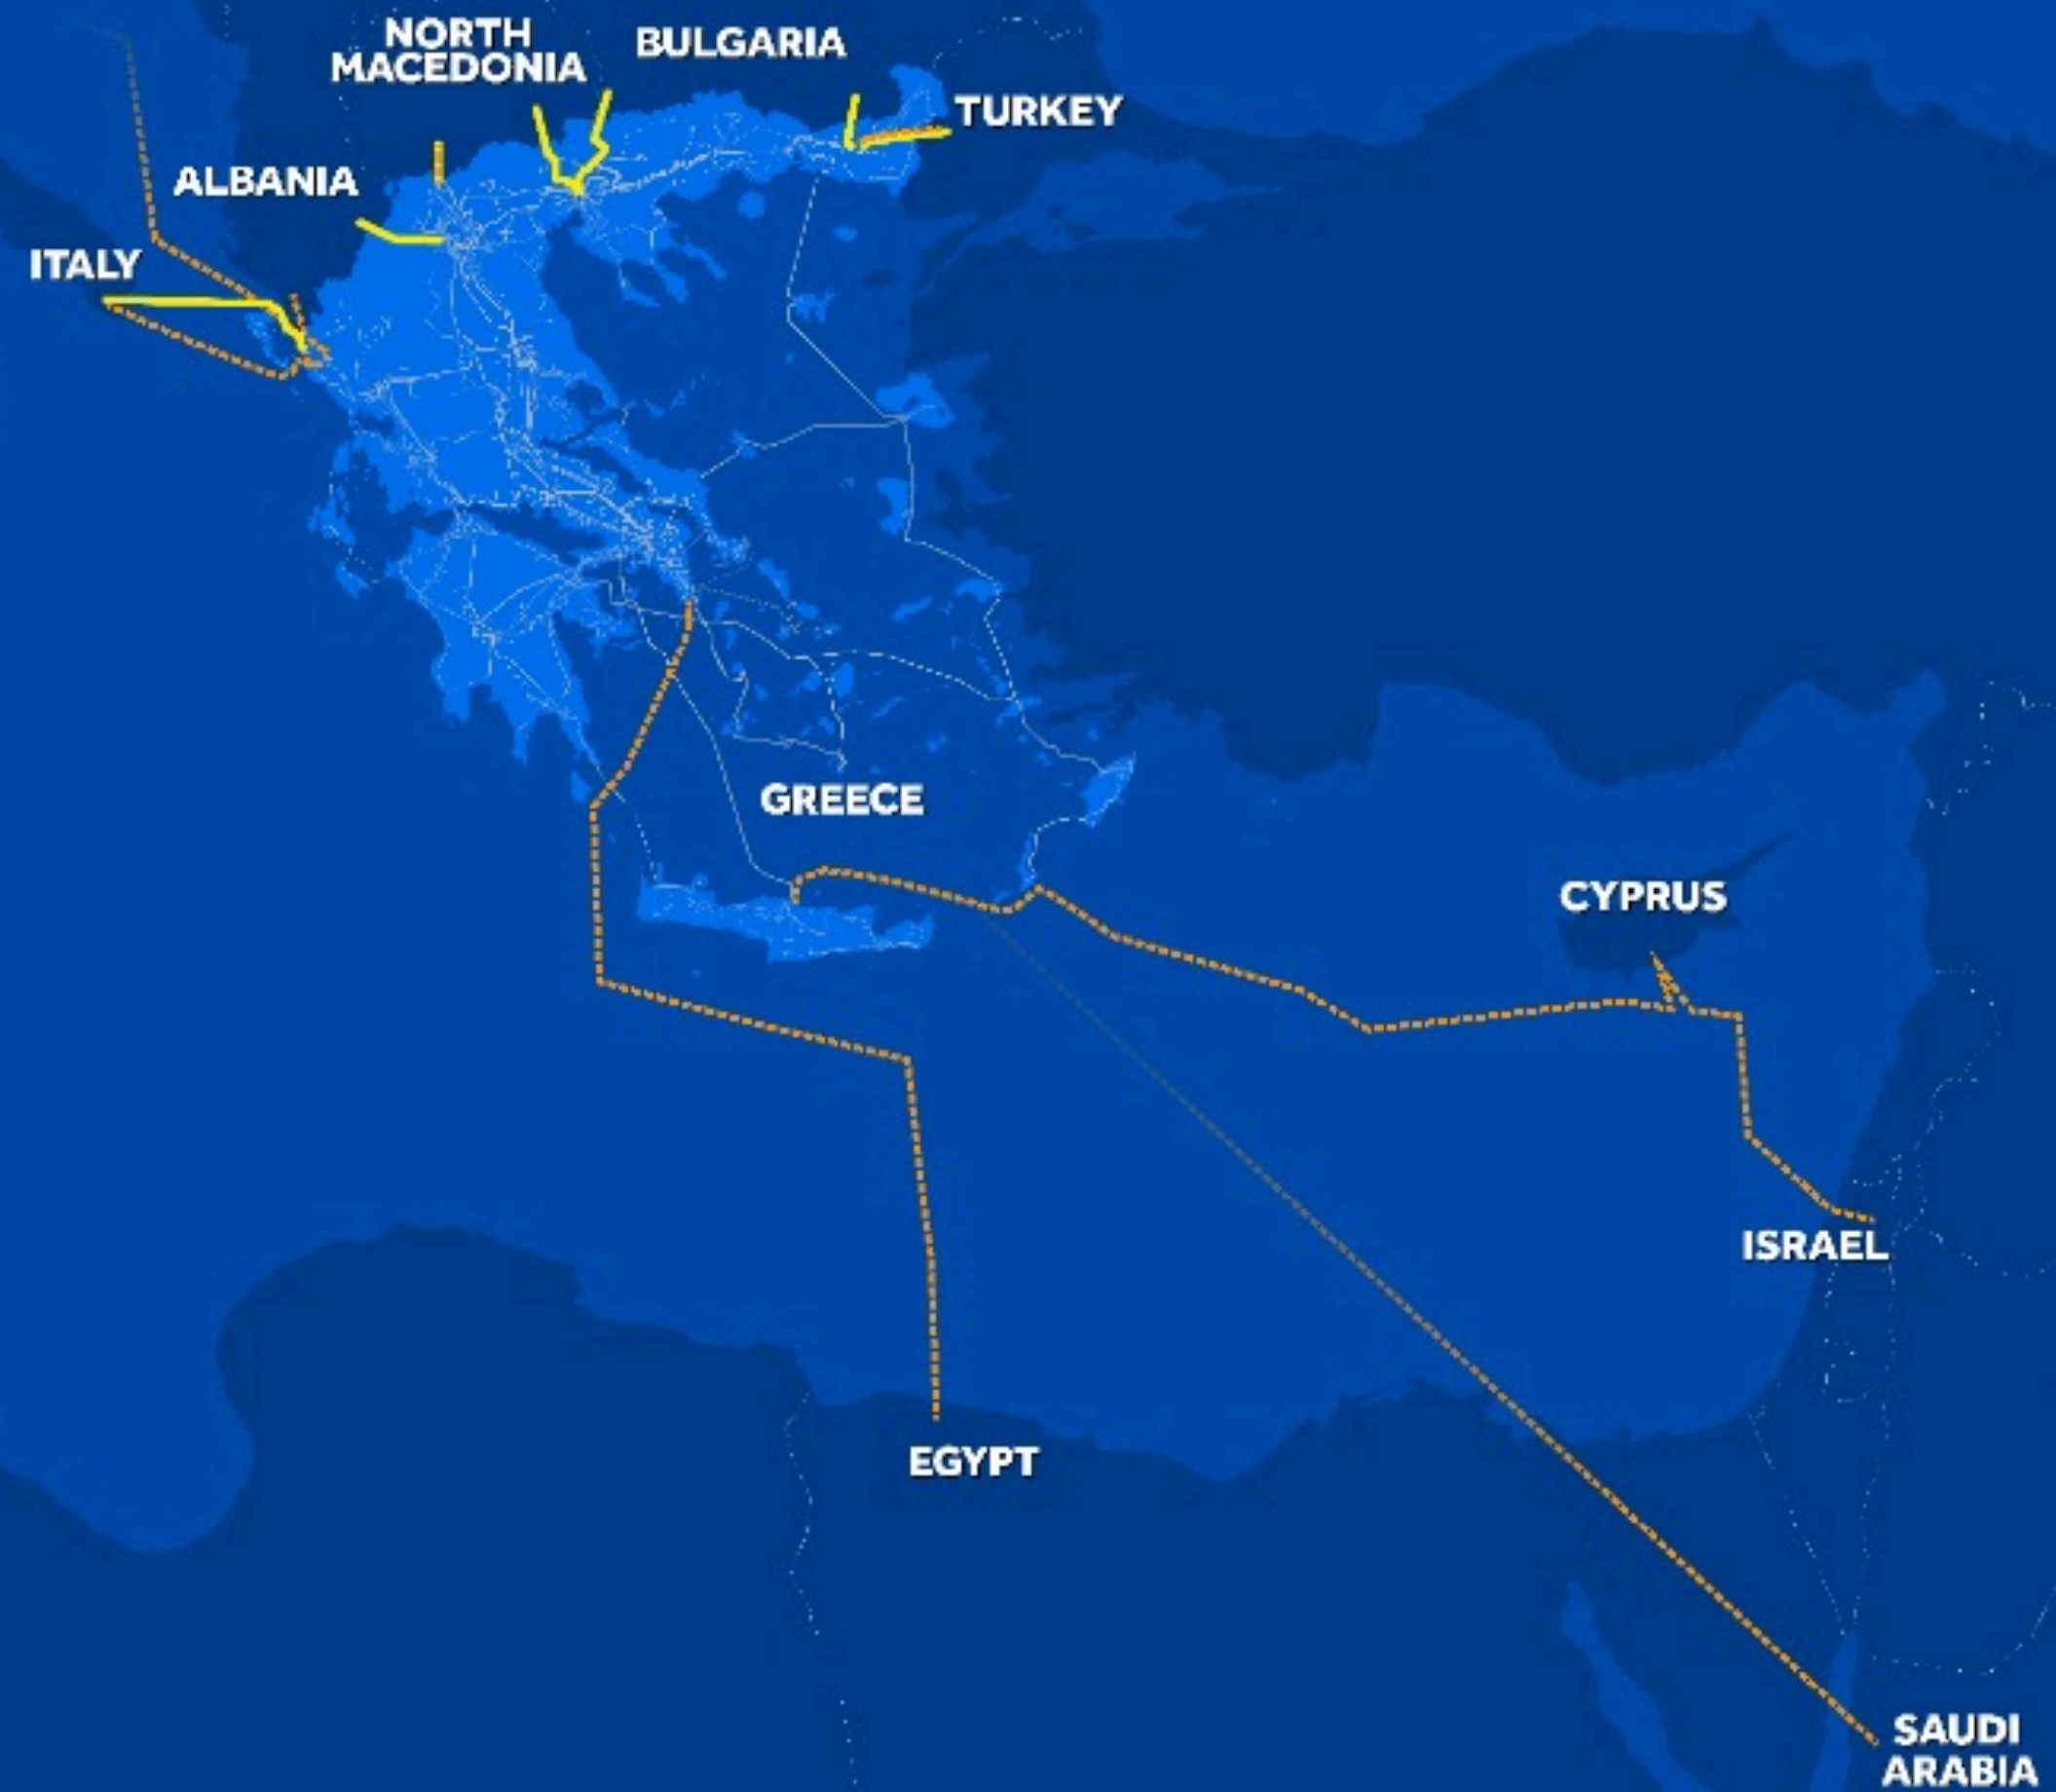 NORTH
MACEDONIA
BULGARIA
TURKEY
ALBANIA
ITALY
GREECE
CYPRUS
ISRAEL
EGYPT
SAUDI
ARABIA